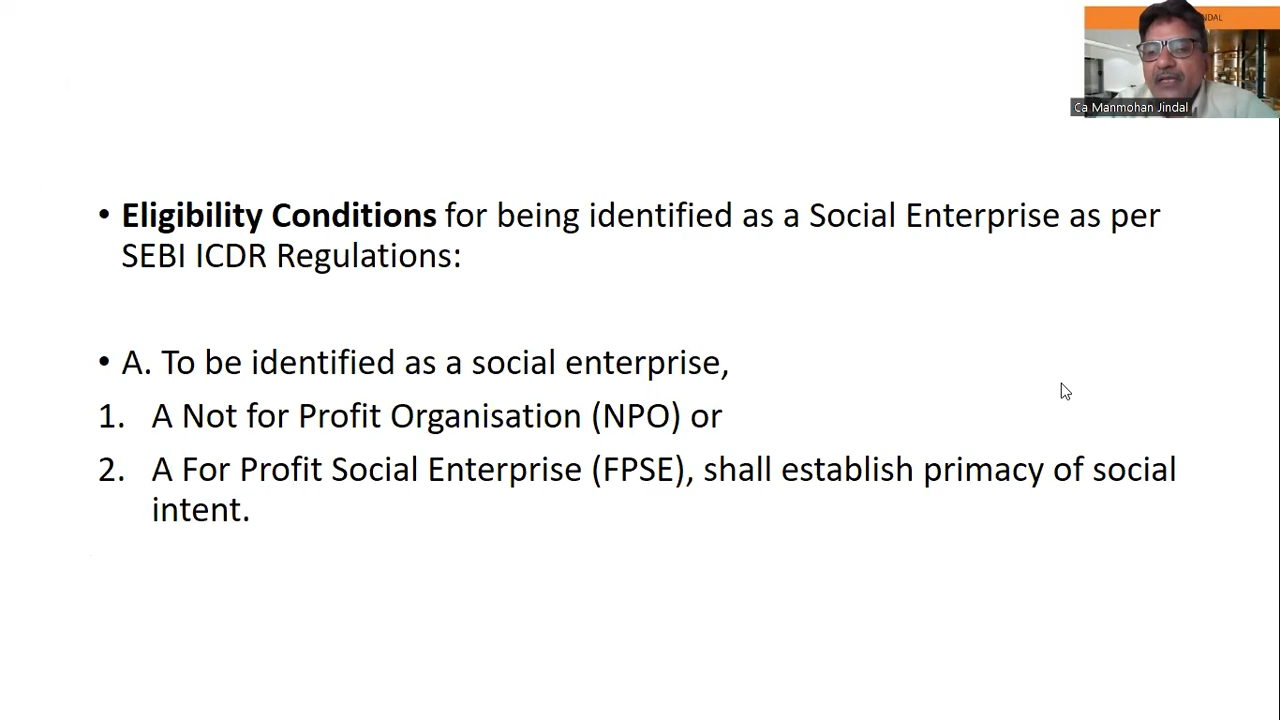 NDAL
Ca Manmohan Jindal
• Eligibility Conditions for being identified as a Social Enterprise as per
SEBI ICDR Regulations:
• A. To be identified as a social enterprise,
1. A Not for Profit Organisation (NPO) or
2. A For Profit Social Enterprise (FPSE), shall establish primacy of social
intent.